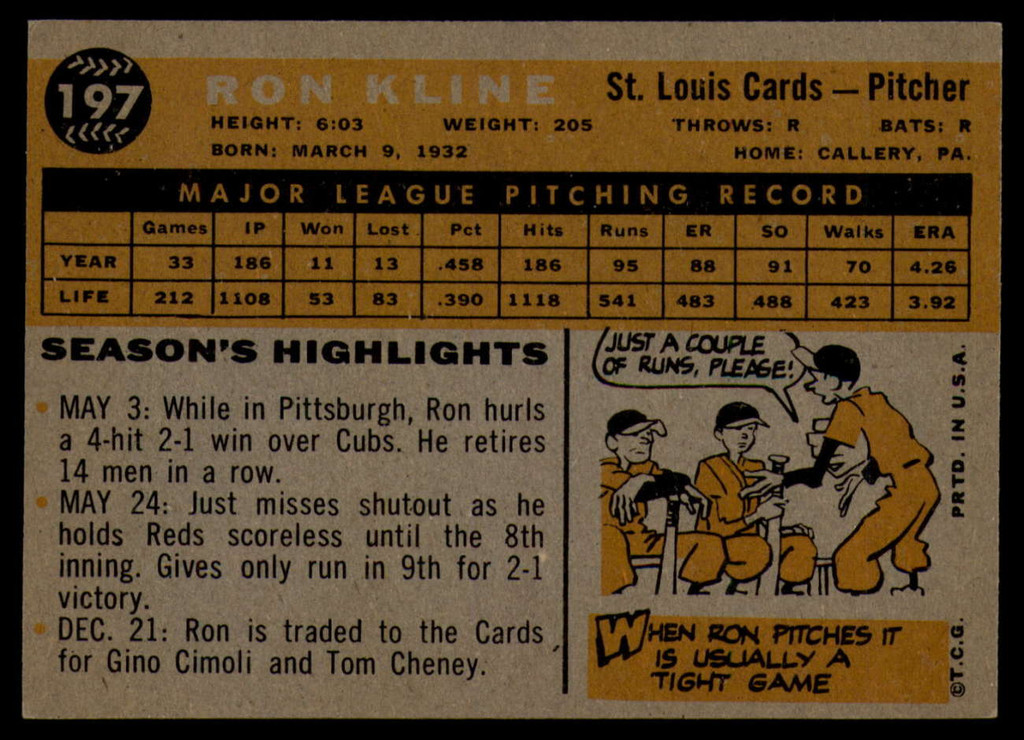 197
RON KLINE
St. Louis Cards — Pitcher
HEIGHT: 6:03 WEIGHT: 205 THROWS: R BATS: R
BORN: MARCH 9, 1932 HOME: CALLERY, PA.
MAJOR LEAGUE PITCHING RECORD
Games IP Won Lost Pct Hits Runs ER SO Walks ERA
YEAR 33 186 11 13 .458 186 95 88 91 70 4.26
LIFE 212 1108 53 83 .390 1118 541 483 488 423 3.92
SEASON'S HIGHLIGHTS
• MAY 3: While in Pittsburgh, Ron hurls
a 4-hit 2-1 win over Cubs. He retires
14 men in a row.
• MAY 24: Just misses shutout as he
holds Reds scoreless until the 8th
inning. Gives only run in 9th for 2-1
victory.
• DEC. 21: Ron is traded to the Cards
for Gino Cimoli and Tom Cheney.
JUST A COUPLE
OF RUNS, PLEASE!
WHEN RON PITCHES IT
IS USUALLY A
TIGHT GAME
PRTD. IN U.S.A.
©T.C.G.